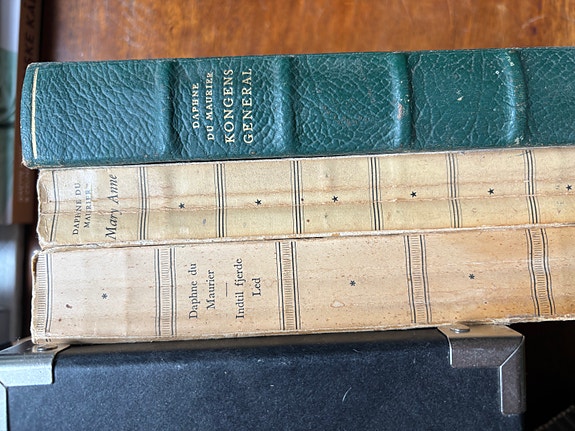 DAPHNE
DU MAURIER
KONGENS
GENERAL
DAPHNE DU
MAURIER
Mary Anne
Daphne du
Maurier
Indtil fjerde
Led